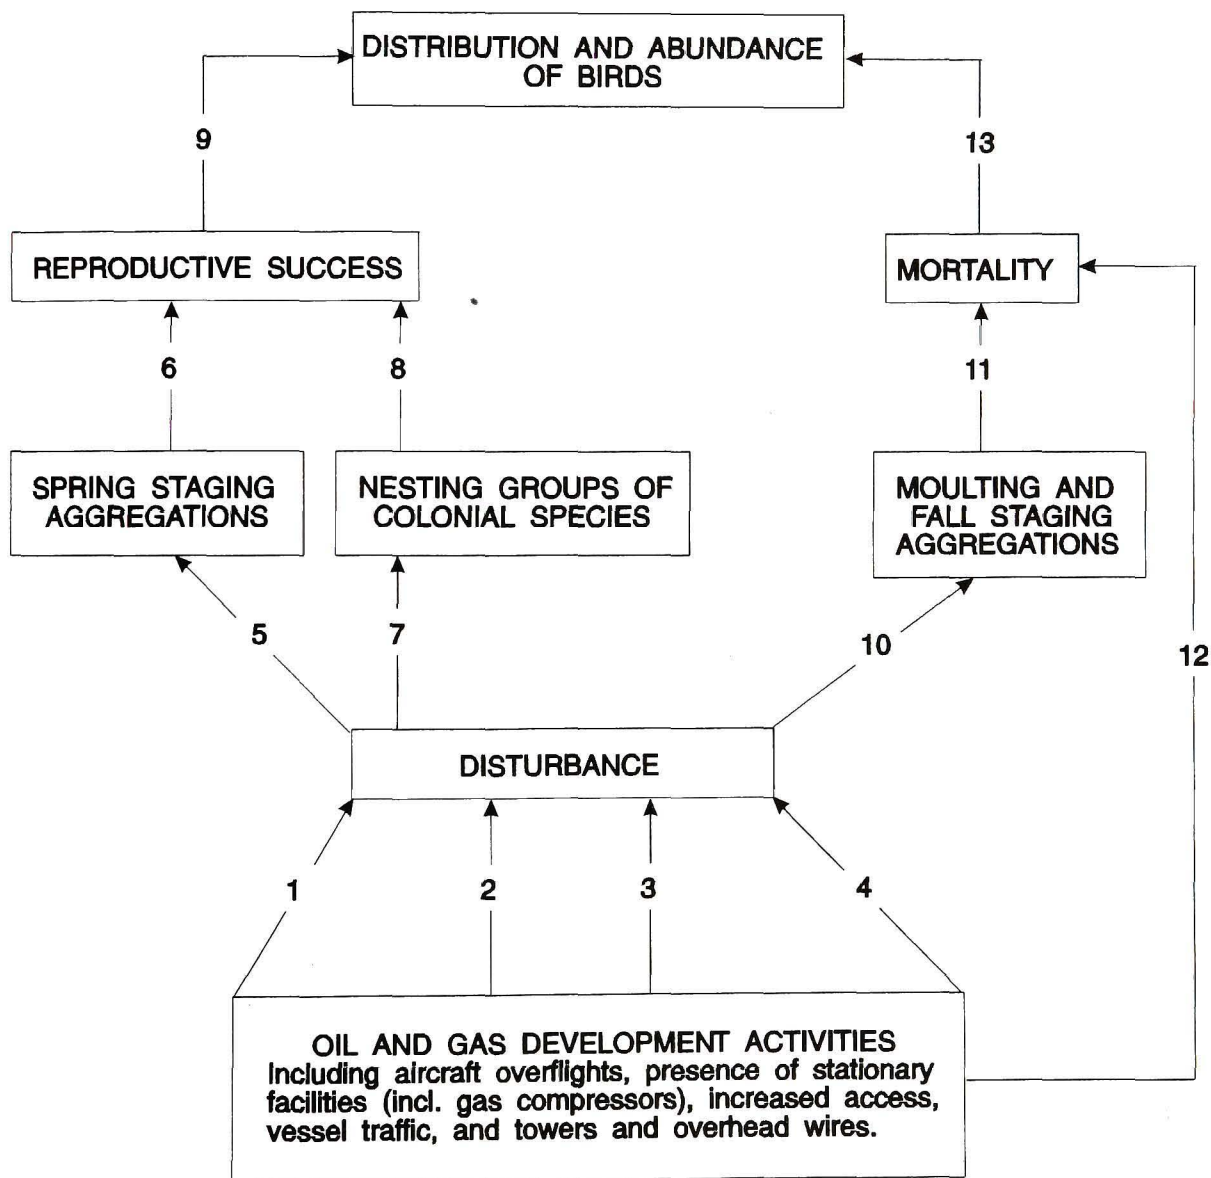 DISTRIBUTION AND ABUNDANCE
OF BIRDS
9
13
REPRODUCTIVE SUCCESS
MORTALITY
6
8
11
SPRING STAGING
AGGREGATIONS
NESTING GROUPS OF
COLONIAL SPECIES
MOULTING AND
FALL STAGING
AGGREGATIONS
5
7
10
12
DISTURBANCE
1
2
3
4
OIL AND GAS DEVELOPMENT ACTIVITIES
Including aircraft overflights, presence of stationary
facilities (incl. gas compressors), increased access,
vessel traffic, and towers and overhead wires.